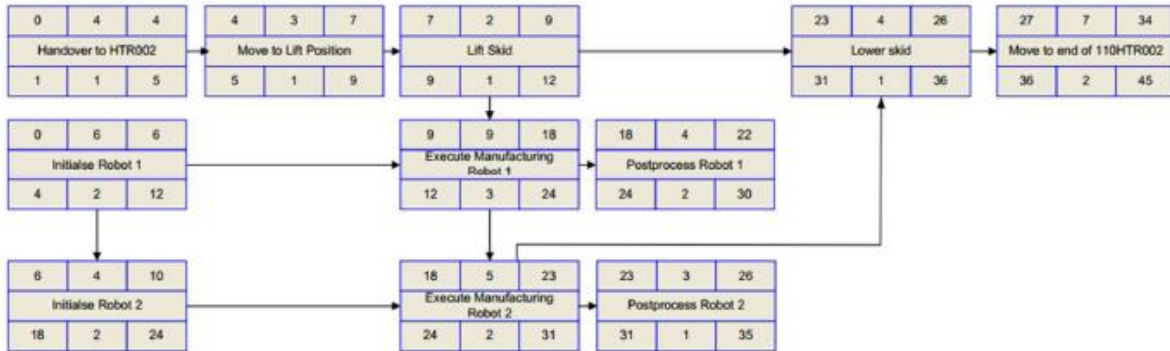 0 4 4
Handover to HTR002
1 1 5
4 3 7
Move to Lift Position
5 1 9
7 2 9
Lift Skid
9 1 12
23 4 26
Lower skid
31 1 36
27 7 34
Move to end of 110HTR002
36 2 45
0 6 6
Initialse Robot 1
4 2 12
9 9 18
Execute Manufacturing
Robot 1
12 3 24
18 4 22
Postprocess Robot 1
24 2 30
6 4 10
Initialse Robot 2
18 2 24
18 5 23
Execute Manufacturing
Robot 2
24 2 31
23 3 26
Postprocess Robot 2
31 1 35